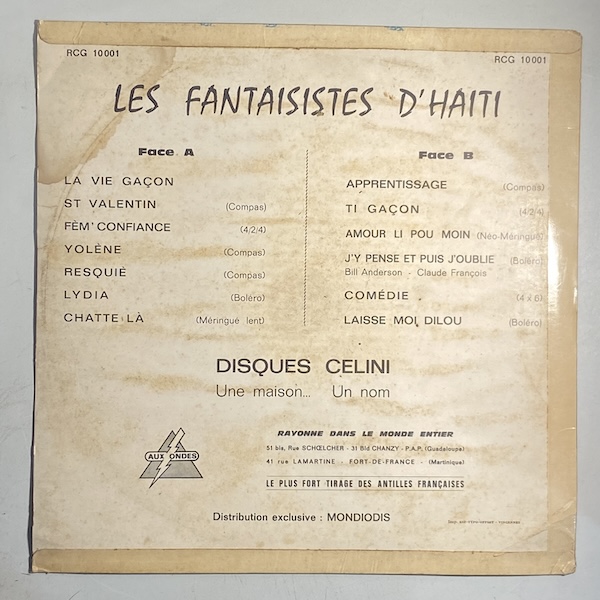 RCG 10001
RCG 10001
LES FANTAISISTES D'HAITI
Face A
LA VIE GAÇON
ST VALENTIN (Compas)
FÈM' CONFIANCE (4/2/4)
YOLÈNE (Compas)
RESQUIÉ (Compas)
LYDIA (Boléro)
CHATTE LÀ (Méringué lent)
Face B
APPRENTISSAGE (Compas)
TI GAÇON (4/2/4)
AMOUR LI POU MOIN (Néo-Méringué)
J'Y PENSE ET PUIS J'OUBLIE (Boléro)
Bill Anderson - Claude François
COMÉDIE (4 x 6)
LAISSE MOI DILOU (Boléro)
DISQUES CELINI
Une maison... Un nom
AUX ONDES
RAYONNE DANS LE MONDE ENTIER
51 bis, Rue SCHŒLCHER - 31 Bld CHANZY - P.A.P. (Guadeloupe)
41 rue LAMARTINE - FORT-DE-FRANCE - (Martinique)
LE PLUS FORT TIRAGE DES ANTILLES FRANÇAISES
Distribution exclusive : MONDIODIS